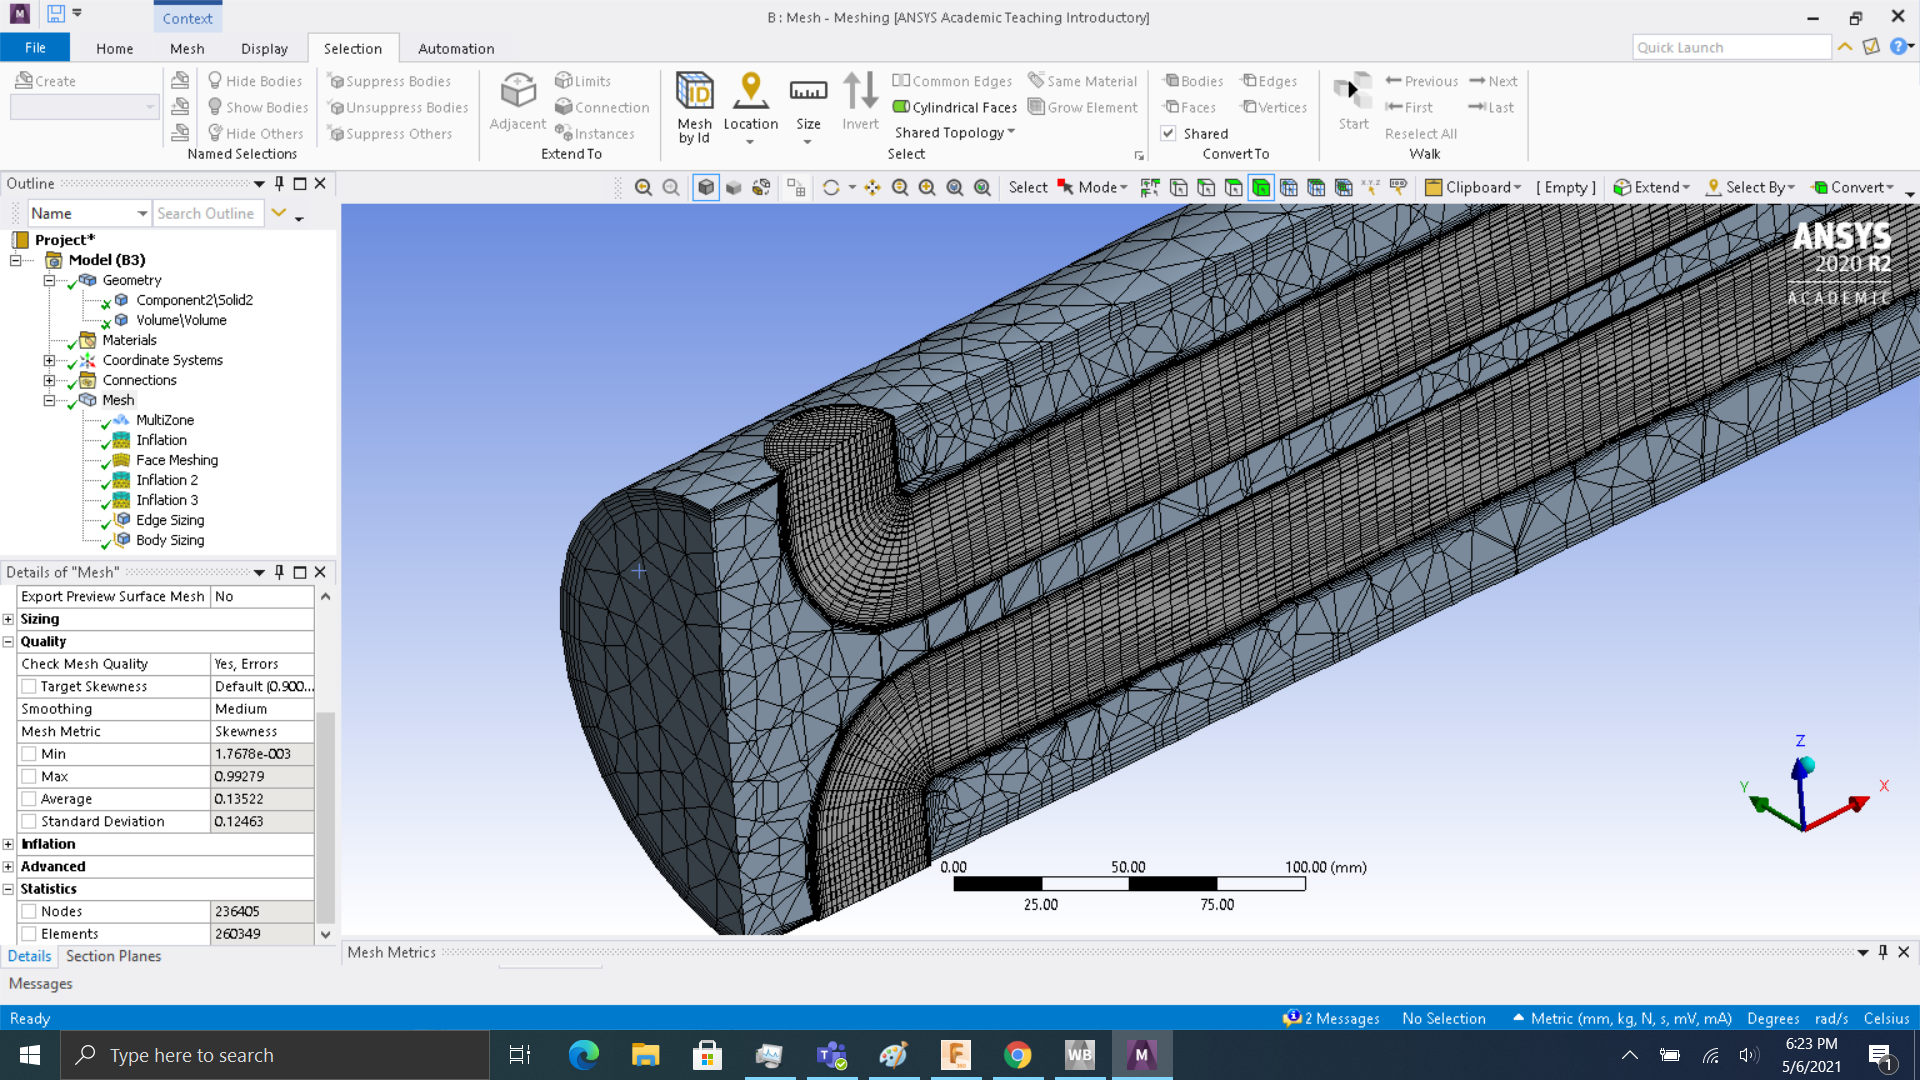 Context
B : Mesh - Meshing [ANSYS Academic Teaching Introductory]
File Home Mesh Display Selection Automation
Quick Launch
Create
Hide Bodies
Show Bodies
Hide Others
Named Selections
Suppress Bodies
Unsuppress Bodies
Suppress Others
Adjacent
Limits
Connection
Instances
Extend To
Mesh by Id
Location
Size
Invert
Common Edges
Cylindrical Faces
Shared Topology
Same Material
Grow Element
Select
Bodies Edges
Faces Vertices
Shared
Convert To
Start
Previous Next
First Last
Reselect All
Walk
Outline
Select Mode Clipboard [ Empty ] Extend Select By Convert
Name Search Outline
Project*
Model (B3)
Geometry
Component2\Solid2
Volume\Volume
Materials
Coordinate Systems
Connections
Mesh
MultiZone
Inflation
Face Meshing
Inflation 2
Inflation 3
Edge Sizing
Body Sizing
Details of "Mesh"
Export Preview Surface Mesh No
Sizing
Quality
Check Mesh Quality Yes, Errors
Target Skewness Default (0.900...
Smoothing Medium
Mesh Metric Skewness
Min 1.7678e-003
Max 0.99279
Average 0.13522
Standard Deviation 0.12463
Inflation
Advanced
Statistics
Nodes 236405
Elements 260349
Details Section Planes
ANSYS
2020 R2
ACADEMIC
Z
Y
X
0.00 50.00 100.00 (mm)
25.00 75.00
Mesh Metrics
Messages
Ready
2 Messages No Selection Metric (mm, kg, N, s, mV, mA) Degrees rad/s Celsius
Type here to search
WB
M
6:23 PM
5/6/2021
1